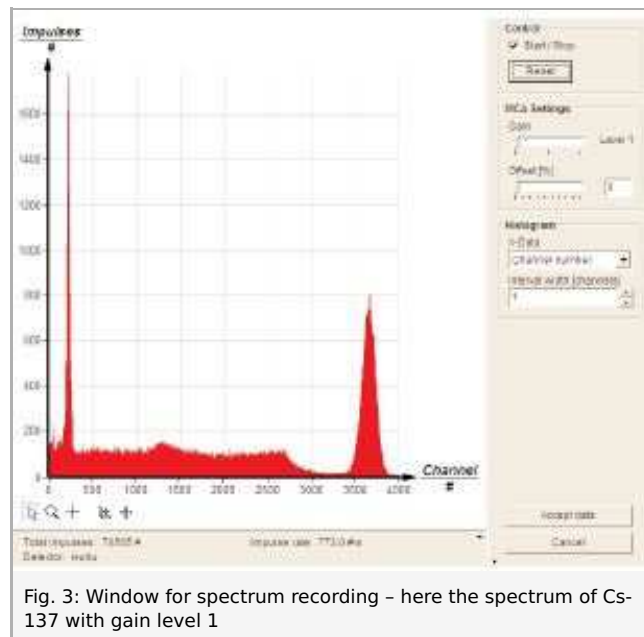 Impulses
#
1600
1400
1200
1000
800
600
400
200
0
0 500 1000 1500 2000 2500 3000 3500 4000
Channel
#
Total impulses:
Impulse rate:
Detector:
Control
Start / Stop
Reset
MCA Settings
Gain
Level 1
Offset [%]
Histogram
X-Data
Channel number
Interval width [channels]
Accept data
Cancel
Fig. 3: Window for spectrum recording – here the spectrum of Cs-
137 with gain level 1